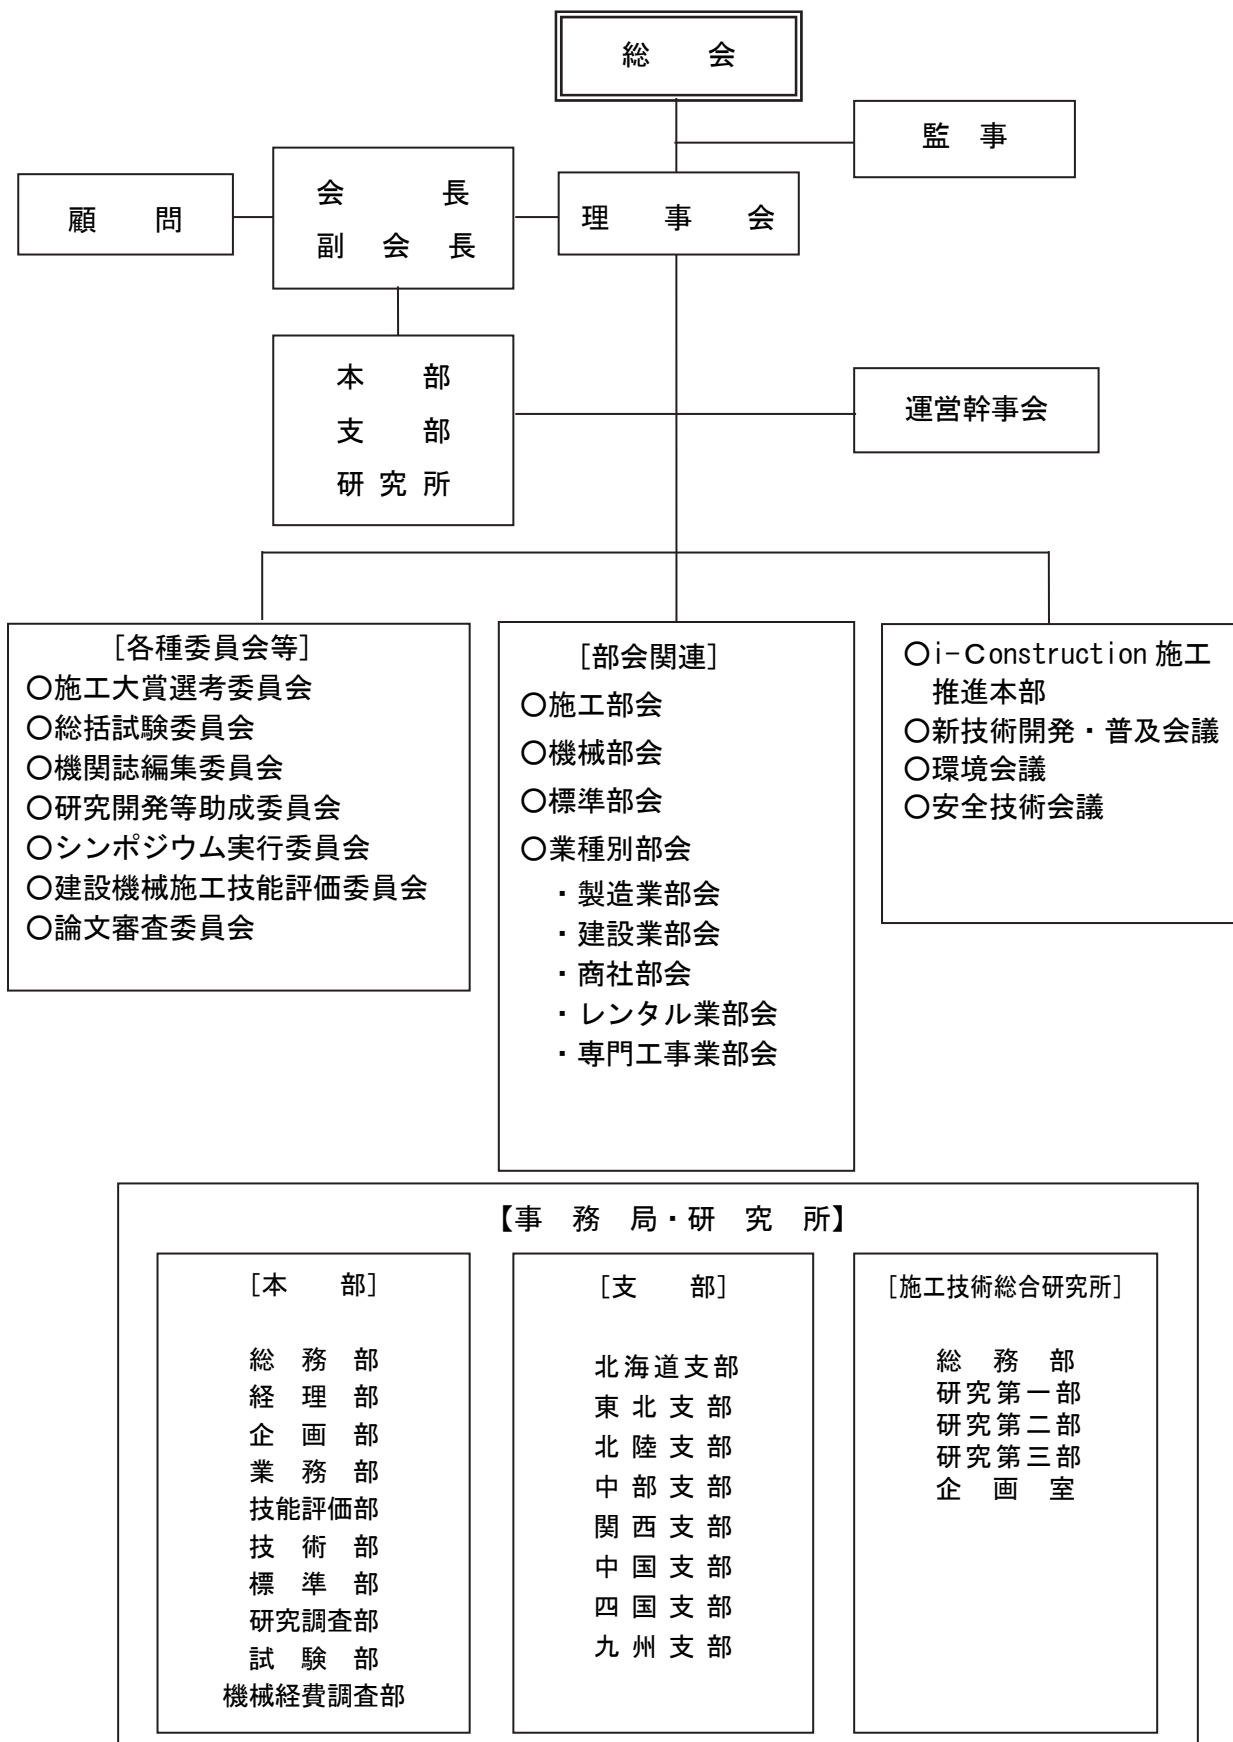 総　会
監　事
顧　問
会　長
副　会　長
理　事　会
本　部
支　部
研 究 所
運営幹事会
［各種委員会等］
○施工大賞選考委員会
○総括試験委員会
○機関誌編集委員会
○研究開発等助成委員会
○シンポジウム実行委員会
○建設機械施工技能評価委員会
○論文審査委員会
［部会関連］
○施工部会
○機械部会
○標準部会
○業種別部会
・製造業部会
・建設業部会
・商社部会
・レンタル業部会
・専門工事業部会
○i-Construction 施工
推進本部
○新技術開発・普及会議
○環境会議
○安全技術会議
【事　務　局・研　究　所】
［本　部］
総　務　部
経　理　部
企　画　部
業　務　部
技能評価部
技　術　部
標　準　部
研究調査部
試　験　部
機械経費調査部
［支　部］
北海道支部
東 北 支 部
北 陸 支 部
中 部 支 部
関 西 支 部
中 国 支 部
四 国 支 部
九 州 支 部
［施工技術総合研究所］
総　務　部
研究第一部
研究第二部
研究第三部
企　画　室